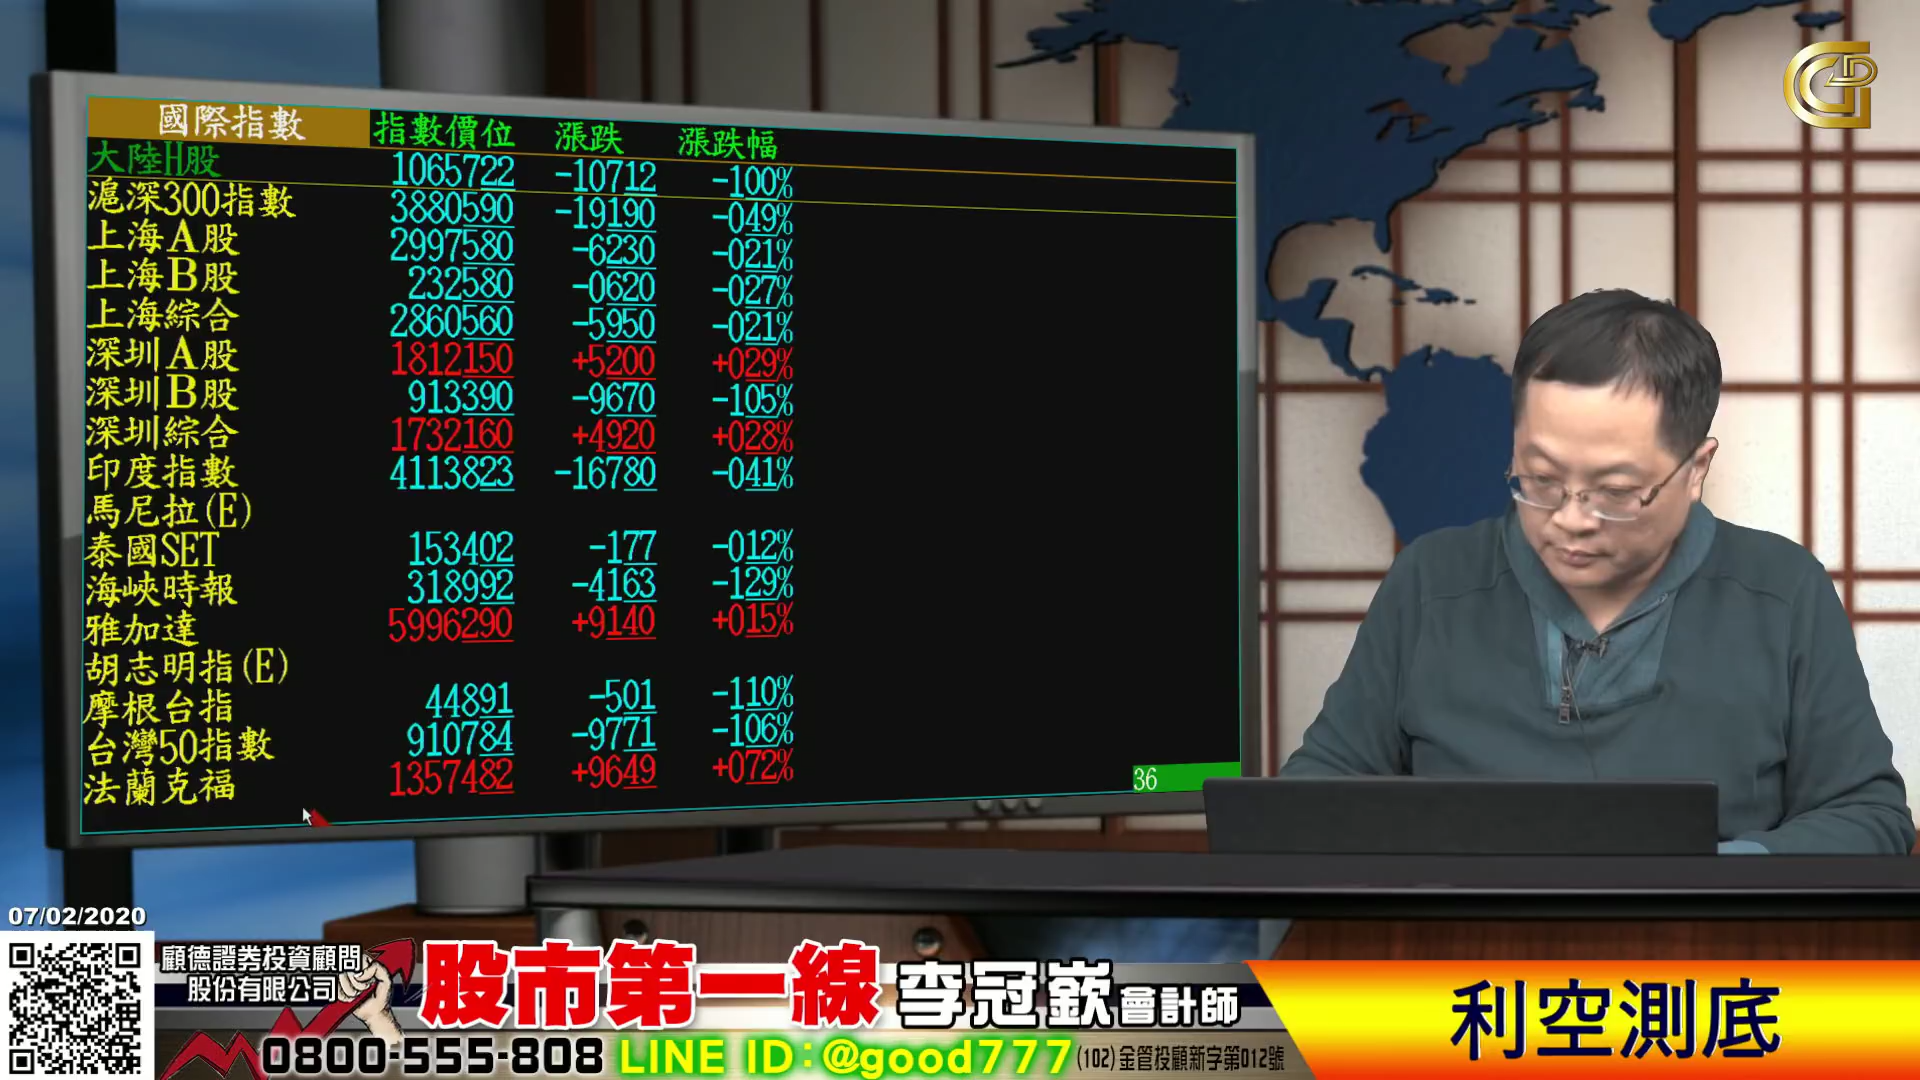 國際指數 指數價位 漲跌 漲跌幅
大陸H股 1065722 -10712 -100%
滬深300指數 3880590 -19190 -049%
上海A股 2997580 -6230 -021%
上海B股 232580 -0620 -027%
上海綜合 2860560 -5950 -021%
深圳A股 1812150 +5200 +029%
深圳B股 913390 -9670 -105%
深圳綜合 1732160 +4920 +028%
印度指數 4113823 -16780 -041%
馬尼拉(E)
泰國SET 153402 -177 -012%
海峽時報 318992 -4163 -129%
雅加達 5996290 +9140 +015%
胡志明指(E)
摩根台指 44891 -501 -110%
台灣50指數 910784 -9771 -106%
法蘭克福 1357482 +9649 +072%
36
07/02/2020
顧德證券投資顧問
股份有限公司
股市第一線 李冠嶔會計師
利空測底
0800-555-808 LINE ID:@good777 (102)金管投顧新字第012號